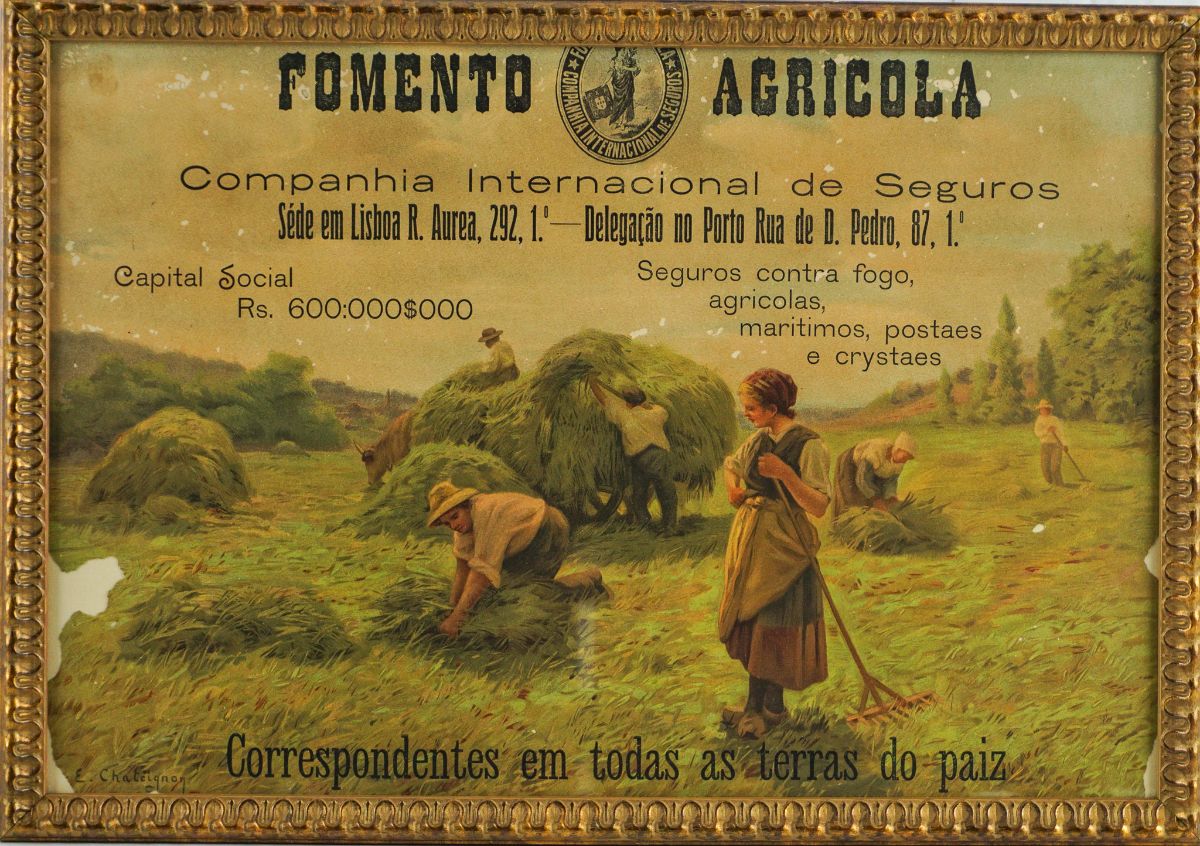 FOMENTO AGRICOLA
COMPANHIA INTERNACIONAL DE SEGUROS
Companhia Internacional de Seguros
Séde em Lisboa R. Aurea, 292, 1.º — Delegação no Porto Rua de D. Pedro, 87, 1.º
Capital Social
Rs. 600:000$000
Seguros contra fogo,
agricolas,
maritimos, postaes
e crystaes
Correspondentes em todas as terras do paiz
E. Chateignon